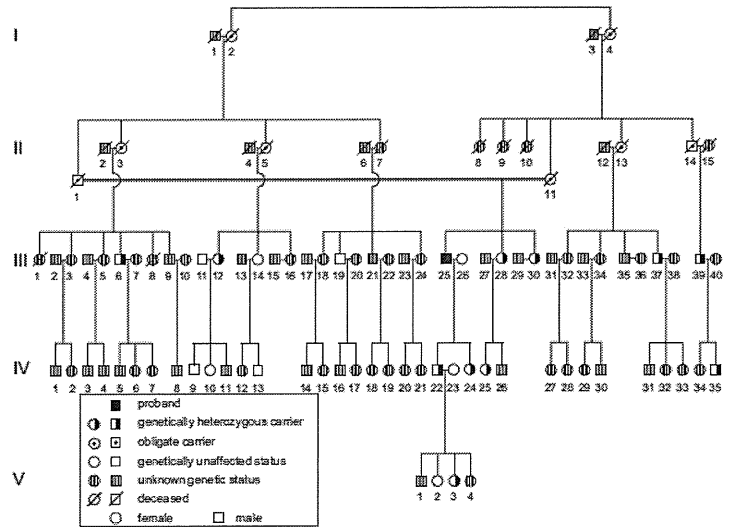 I
1 2 3 4
II
2 3 4 5 6 7 8 9 10 12 13 14 15
1 11
III
1 2 3 4 5 6 7 8 9 10 11 12 13 14 15 16 17 18 19 20 21 22 23 24 25 26 27 28 29 30 31 32 33 34 35 36 37 38 39 40
IV
1 2 3 4 5 6 7 8 9 10 11 12 13 14 15 16 17 18 19 20 21 22 23 24 25 26 27 28 29 30 31 32 33 34 35
proband
genetically heterozygous carrier
obligate carrier
genetically unaffected status
unknown genetic status
deceased
female male
V
1 2 3 4